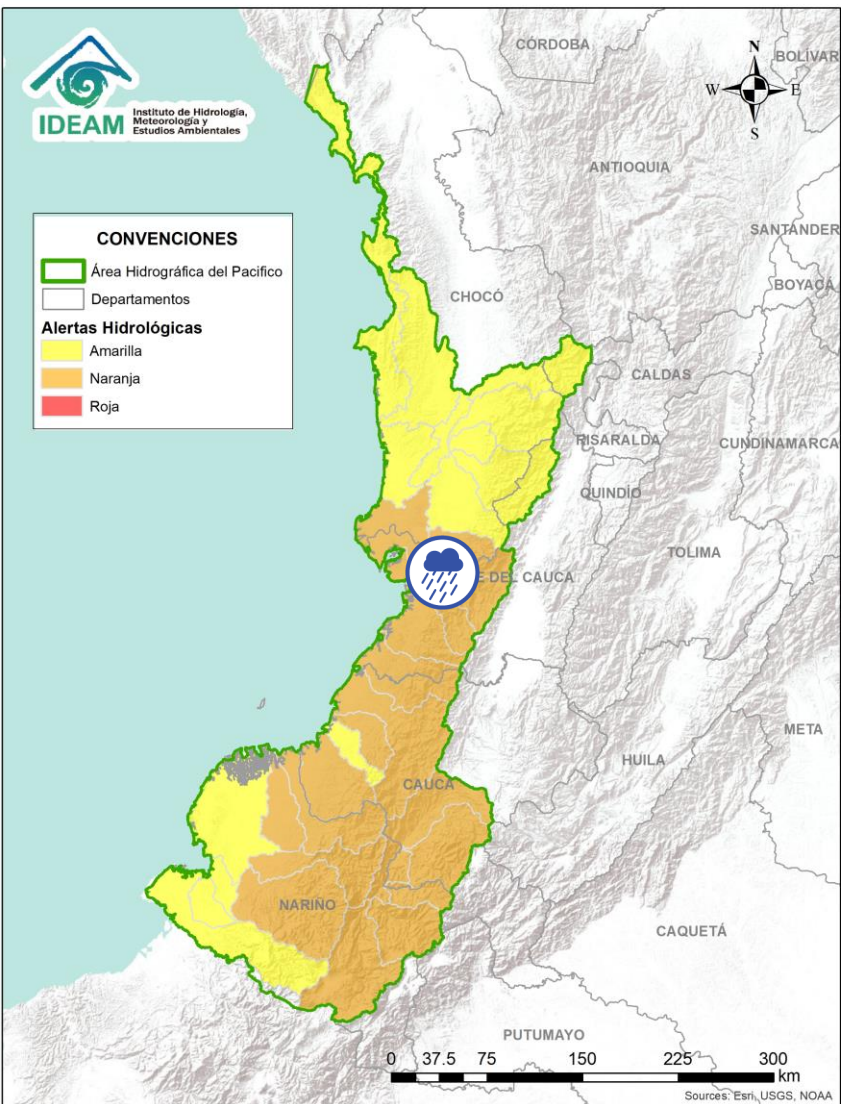 IDEAM
Instituto de Hidrología,
Meteorología y
Estudios Ambientales
CONVENCIONES
Área Hidrográfica del Pacifico
Departamentos
Alertas Hidrológicas
Amarilla
Naranja
Roja
N
W
E
S
CÓRDOBA
BOLÍVAR
ANTIOQUIA
SANTANDER
BOYACÁ
CHOCÓ
CALDAS
RISARALDA
CUNDINAMARCA
QUINDÍO
TOLIMA
E DEL CAUCA
META
HUILA
CAUCA
NARIÑO
CAQUETÁ
PUTUMAYO
0 37.5 75 150 225 300
km
Sources: Esri, USGS, NOAA